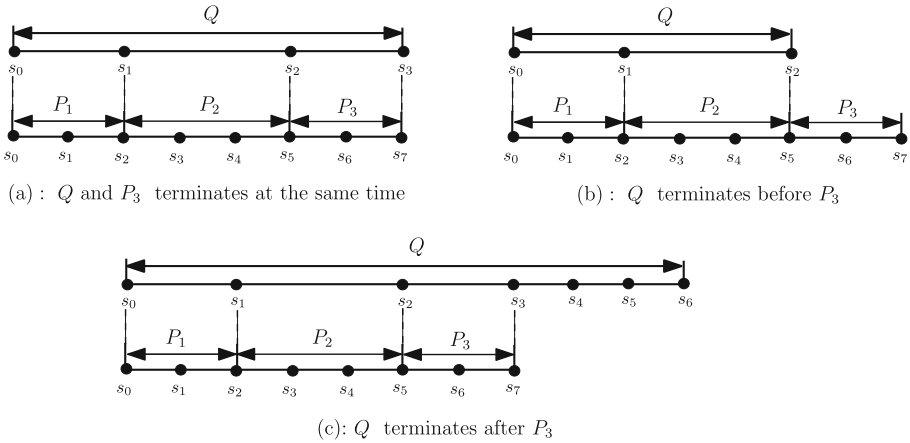 Q Q
s₀ s₁ s₂ s₃ s₀ s₁ s₂
P₁ P₂ P₃ P₁ P₂ P₃
s₀ s₁ s₂ s₃ s₄ s₅ s₆ s₇ s₀ s₁ s₂ s₃ s₄ s₅ s₆ s₇
(a) : Q and P₃ terminates at the same time
(b) : Q terminates before P₃
Q
s₀ s₁ s₂ s₃ s₄ s₅ s₆
P₁ P₂ P₃
s₀ s₁ s₂ s₃ s₄ s₅ s₆ s₇
(c): Q terminates after P₃